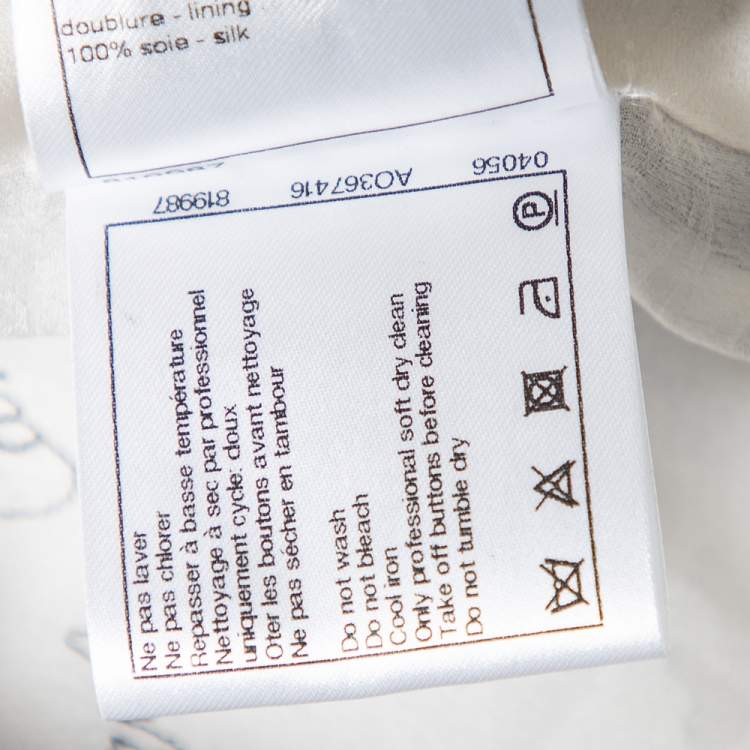 doublure - lining
100% soie - silk
819987
AO367416
04056
Ne pas laver
Ne pas chlorer
Repasser à basse température
Nettoyage à sec par professionnel
uniquement cycle: doux
Oter les boutons avant nettoyage
Ne pas sécher en tambour
Do not wash
Do not bleach
Cool iron
Only professional soft dry clean
Take off buttons before cleaning
Do not tumble dry
P